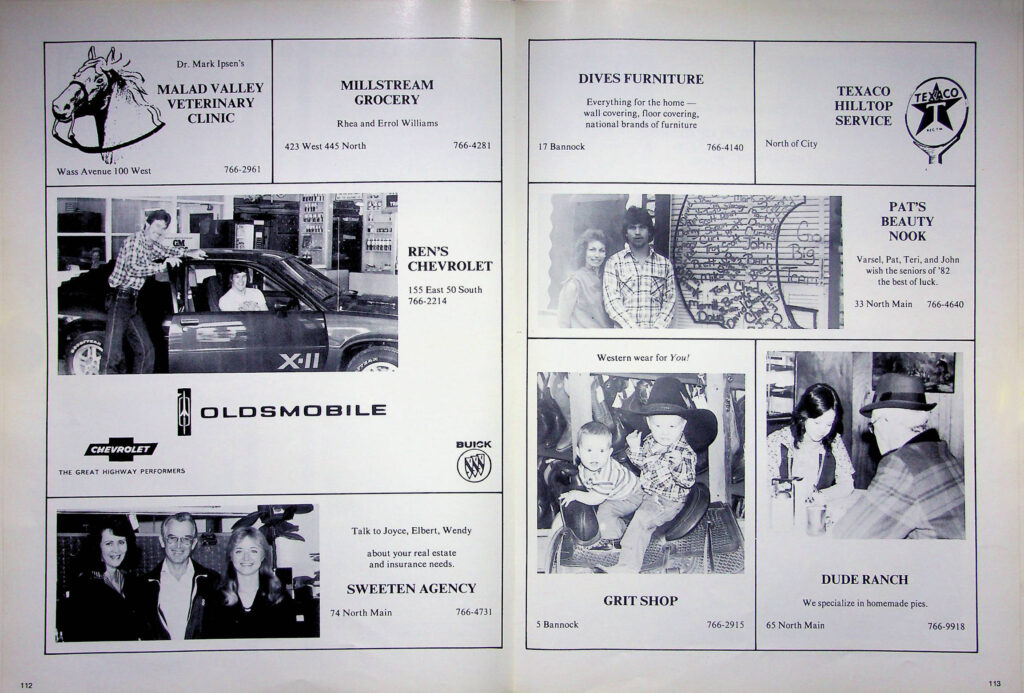 Dr. Mark Ipsen's
MALAD VALLEY
VETERINARY
CLINIC
Wass Avenue 100 West
766-2961
MILLSTREAM
GROCERY
Rhea and Errol Williams
423 West 445 North
766-4281
GM
X-11
REN'S
CHEVROLET
155 East 50 South
766-2214
OLDSMOBILE
CHEVROLET
THE GREAT HIGHWAY PERFORMERS
BUICK
Talk to Joyce, Elbert, Wendy
about your real estate
and insurance needs.
SWEETEN AGENCY
74 North Main
766-4731
112
DIVES FURNITURE
Everything for the home —
wall covering, floor covering,
national brands of furniture
17 Bannock
766-4140
TEXACO
HILLTOP
SERVICE
North of City
TEXACO
John
Go
Big
Team
PAT'S
BEAUTY
NOOK
Varsel, Pat, Teri, and John
wish the seniors of '82
the best of luck.
33 North Main 766-4640
Western wear for You!
GRIT SHOP
5 Bannock
766-2915
DUDE RANCH
We specialize in homemade pies.
65 North Main
766-9918
113